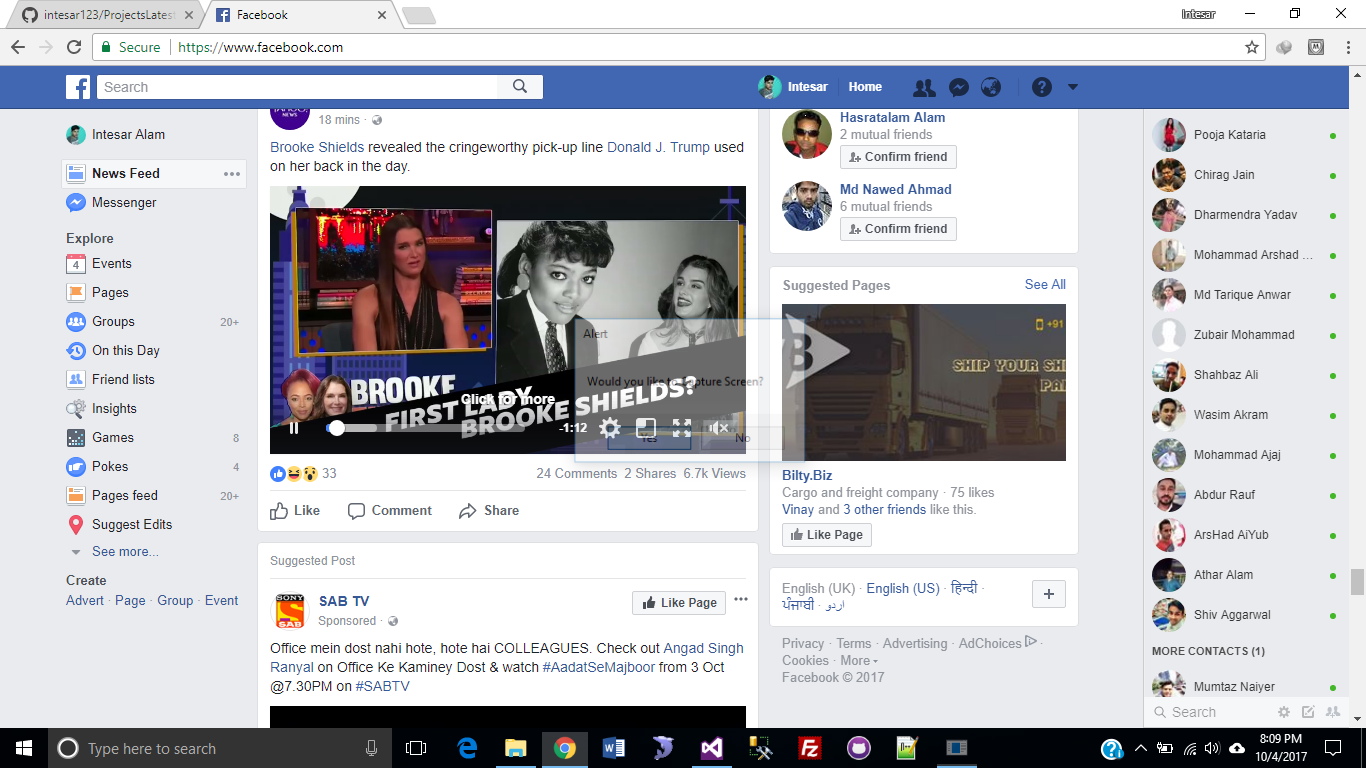 intesar123/ProjectsLatest
Facebook
Intesar
Secure
https://www.facebook.com
Search
Intesar
Home
Intesar Alam
News Feed
Messenger
Explore
4
Events
Pages
Groups 20+
On this Day
Friend lists
Insights
Games 8
Pokes 4
Pages feed 20+
Suggest Edits
See more...
Create
Advert · Page · Group · Event
NEWS
18 mins ·
Brooke Shields revealed the cringeworthy pick-up line Donald J. Trump used
on her back in the day.
Alert
Would you like to Capture Screen?
Yes
No
BROOKE
FIRST LADY
BROOKE SHIELDS?
Click for more
-1:12
33
24 Comments 2 Shares 6.7k Views
Like
Comment
Share
Suggested Post
SONY
SAB
SAB TV
Sponsored ·
Like Page
Office mein dost nahi hote, hote hai COLLEAGUES. Check out Angad Singh
Ranyal on Office Ke Kaminey Dost & watch #AadatSeMajboor from 3 Oct
@7.30PM on #SABTV
Hasratalam Alam
2 mutual friends
Confirm friend
Md Nawed Ahmad
6 mutual friends
Confirm friend
Suggested Pages
See All
+91
B
SHIP YOUR SH
PA
Bilty.Biz
Cargo and freight company · 75 likes
Vinay and 3 other friends like this.
Like Page
English (UK) · English (US) · हिन्दी ·
ਪੰਜਾਬੀ · اردو
Privacy · Terms · Advertising · AdChoices ·
Cookies · More
Facebook © 2017
Pooja Kataria
Chirag Jain
Dharmendra Yadav
Mohammad Arshad ...
Md Tarique Anwar
Zubair Mohammed
Shahbaz Ali
Wasim Akram
Mohammad Ajaj
Abdur Rauf
ArsHad AiYub
Athar Alam
Shiv Aggarwal
MORE CONTACTS (1)
Mumtaz Naiyer
Search
Type here to search
8:09 PM
10/4/2017